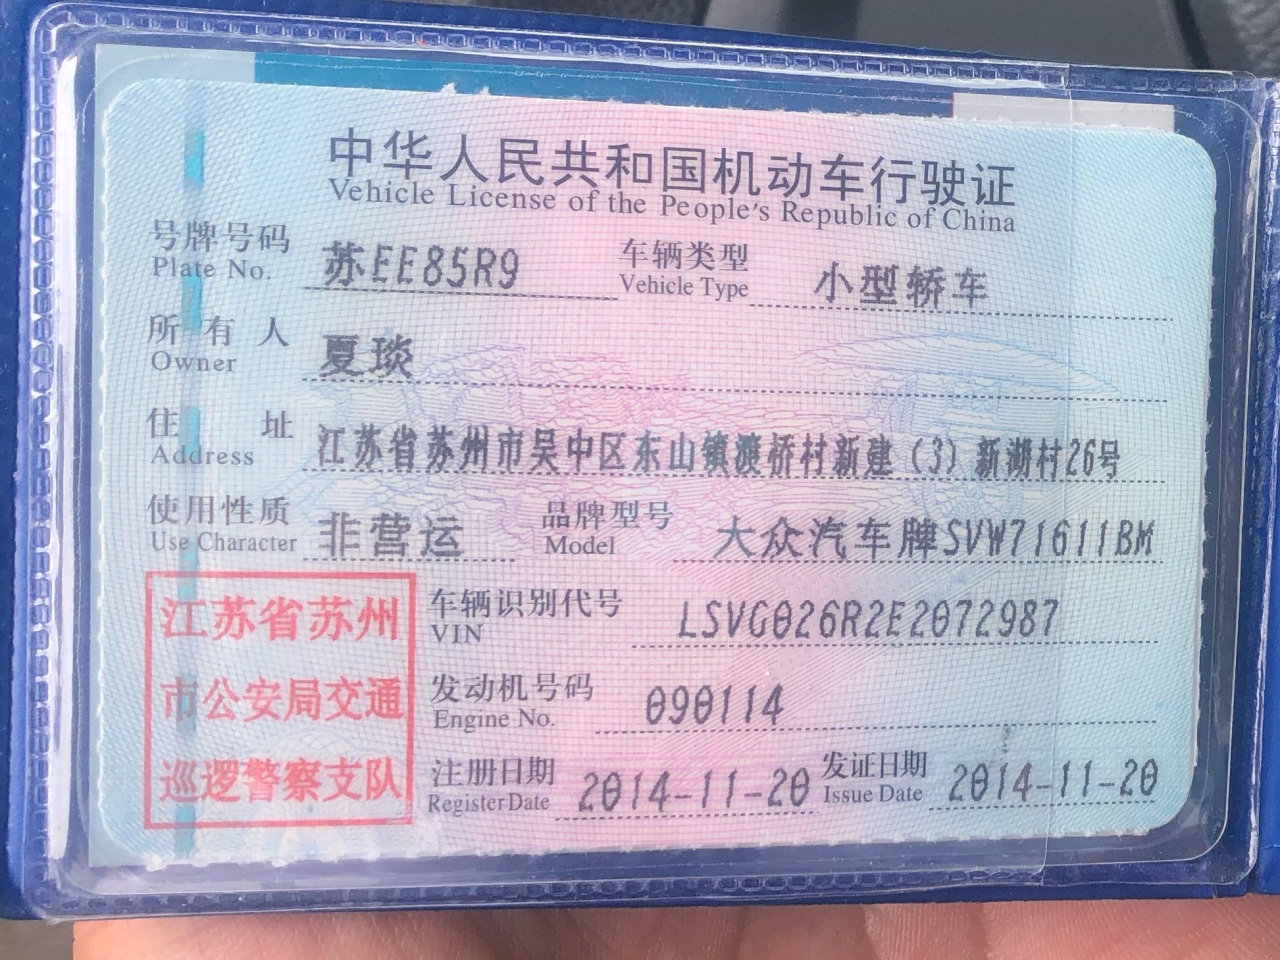 中华人民共和国机动车行驶证
Vehicle License of the People's Republic of China
号牌号码 苏EE85R9 车辆类型 小型轿车
Plate No. Vehicle Type
所有人 夏琰
Owner
住址 江苏省苏州市吴中区东山镇渡桥村新建（3）新湖村26号
Address
使用性质 非营运 品牌型号 大众汽车牌SVW71611BM
Use Character Model
车辆识别代号 LSVG026R2E2072987
VIN
发动机号码 090114
Engine No.
注册日期 2014-11-20 发证日期 2014-11-20
Register Date Issue Date
江苏省苏州
市公安局交通
巡逻警察支队